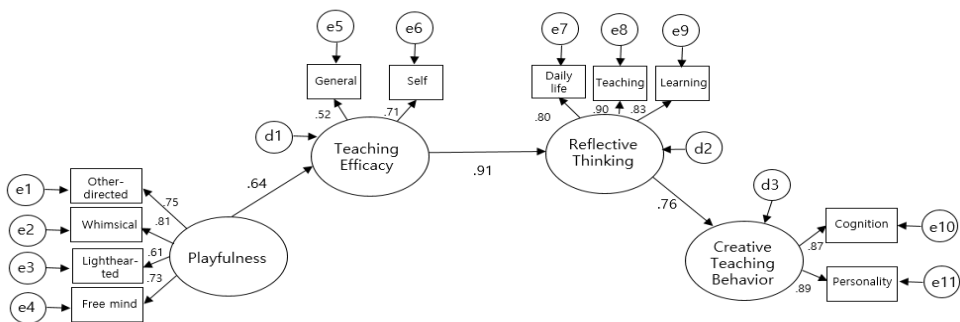 e5
e6
e7
e8
e9
General
Self
Daily
life
Teaching
Learning
.52
.71
.80
.90
.83
d1
Teaching
Efficacy
Reflective
Thinking
d2
.64
.91
.76
d3
e1
Other-
directed
.75
e2
Whimsical
.81
e3
Lighthear-
ted
.61
e4
Free mind
.73
Playfulness
Creative
Teaching
Behavior
Cognition
e10
.87
Personality
e11
.89